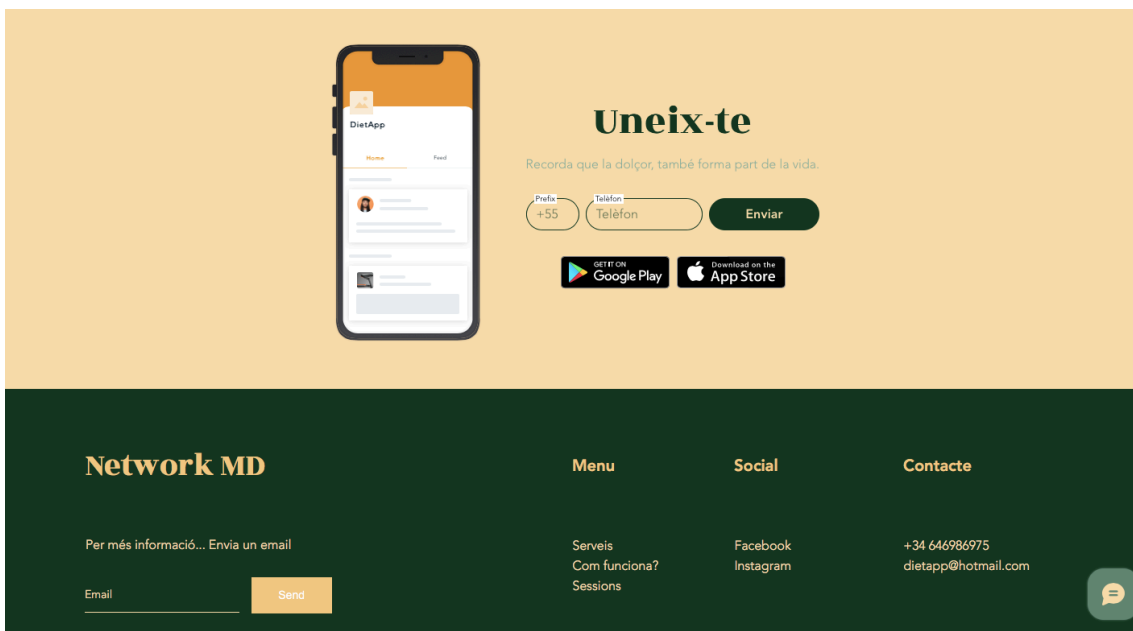 DietApp
Home
Feed
Uneix-te
Recorda que la dolçor, també forma part de la vida.
Prefix
+55
Telèfon
Telèfon
Enviar
GET IT ON
Google Play
Download on the
App Store
Network MD
Per més informació... Envia un email
Email
Send
Menu
Serveis
Com funciona?
Sessions
Social
Facebook
Instagram
Contacte
+34 646986975
dietapp@hotmail.com